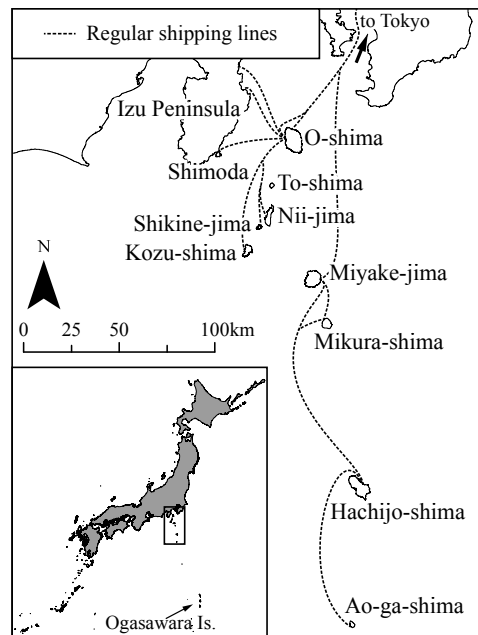 Regular shipping lines
to Tokyo
Izu Peninsula
O-shima
Shimoda
To-shima
Nii-jima
Shikine-jima
Kozu-shima
N
Miyake-jima
0 25 50 100km
Mikura-shima
Hachijo-shima
Ao-ga-shima
Ogasawara Is.